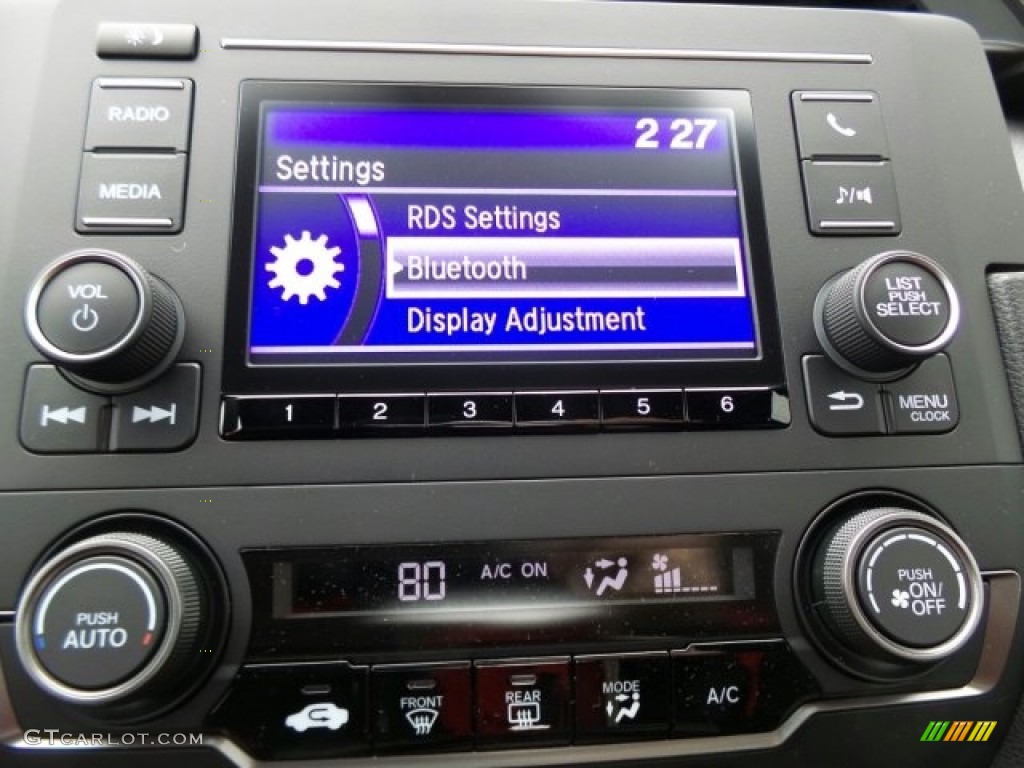 RADIO
MEDIA
2 27
Settings
RDS Settings
Bluetooth
Display Adjustment
VOL
LIST
PUSH
SELECT
1 2 3 4 5 6
MENU
CLOCK
80 A/C ON
PUSH
AUTO
PUSH
ON/
OFF
FRONT
REAR
MODE
A/C
GTCARLOT.COM